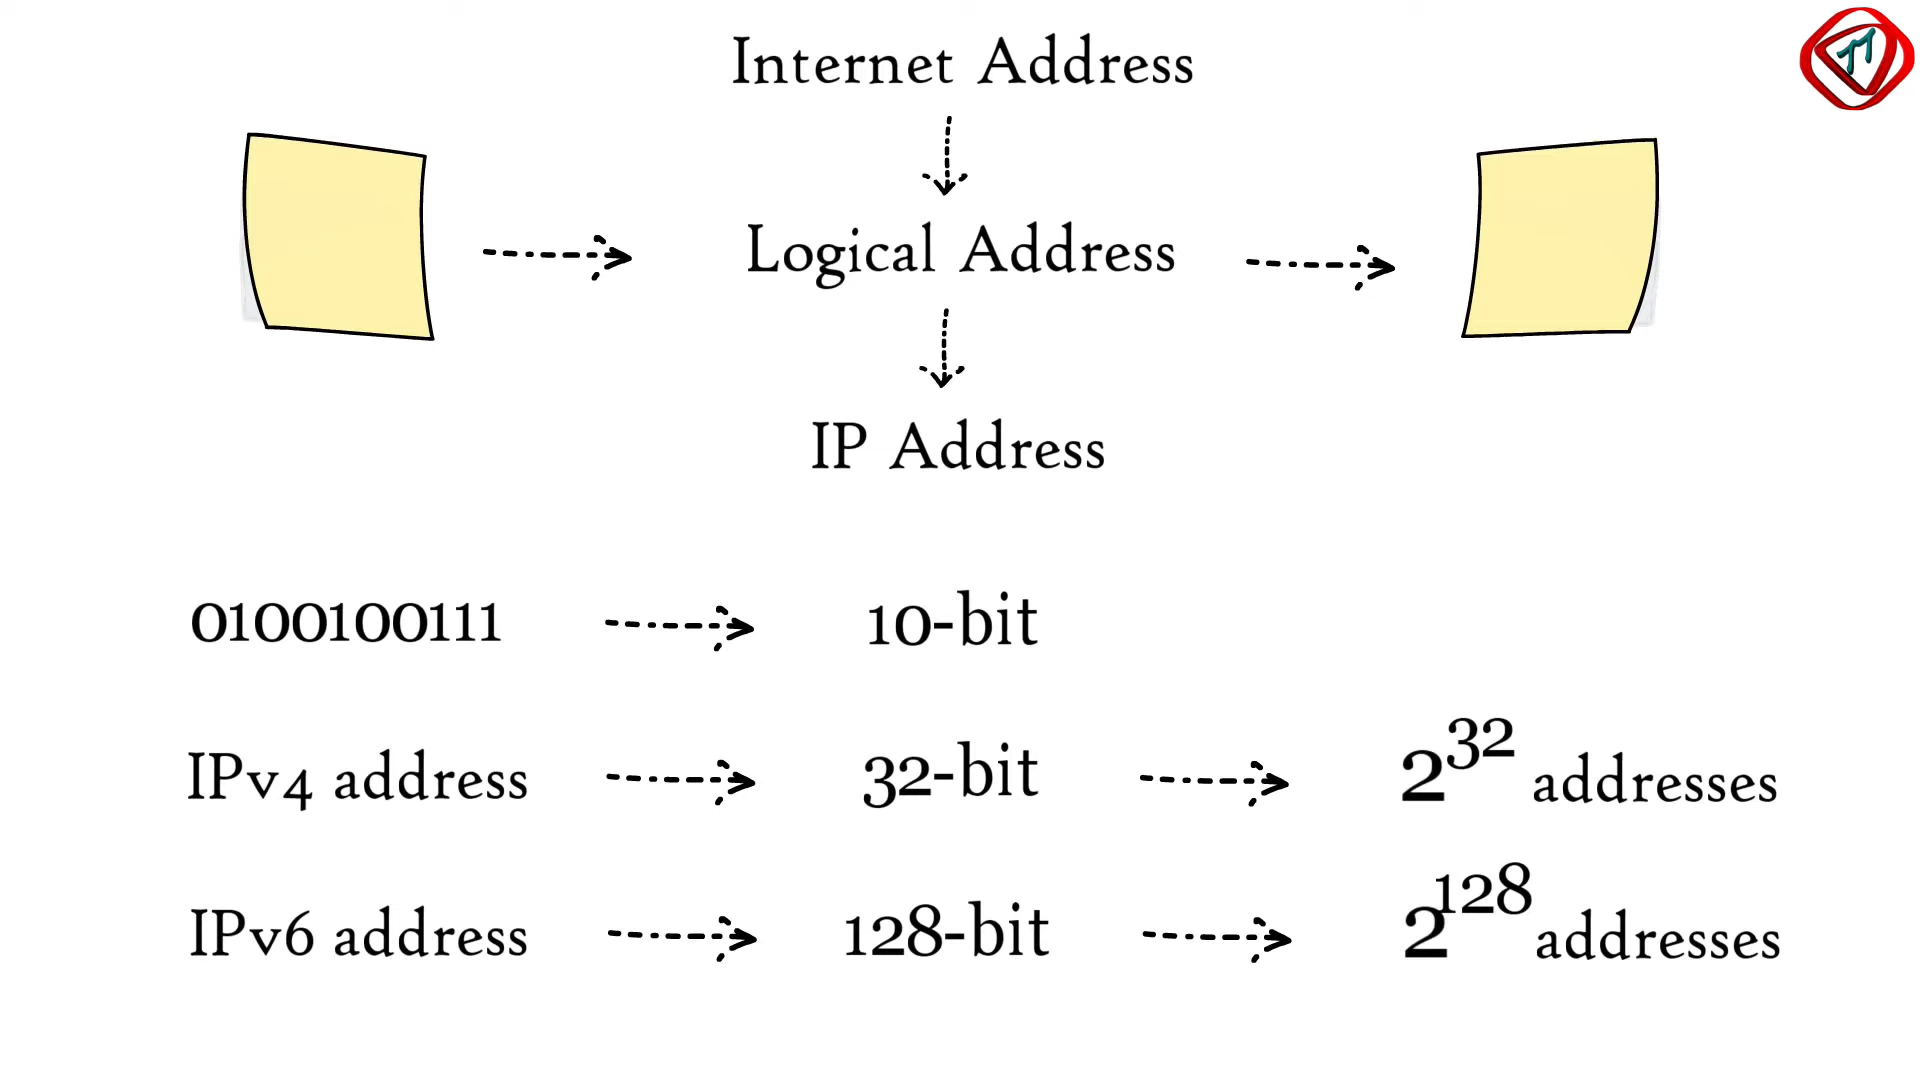 Internet Address
Logical Address
IP Address
0100100111 10-bit
IPv4 address 32-bit 2^32 addresses
IPv6 address 128-bit 2^128 addresses